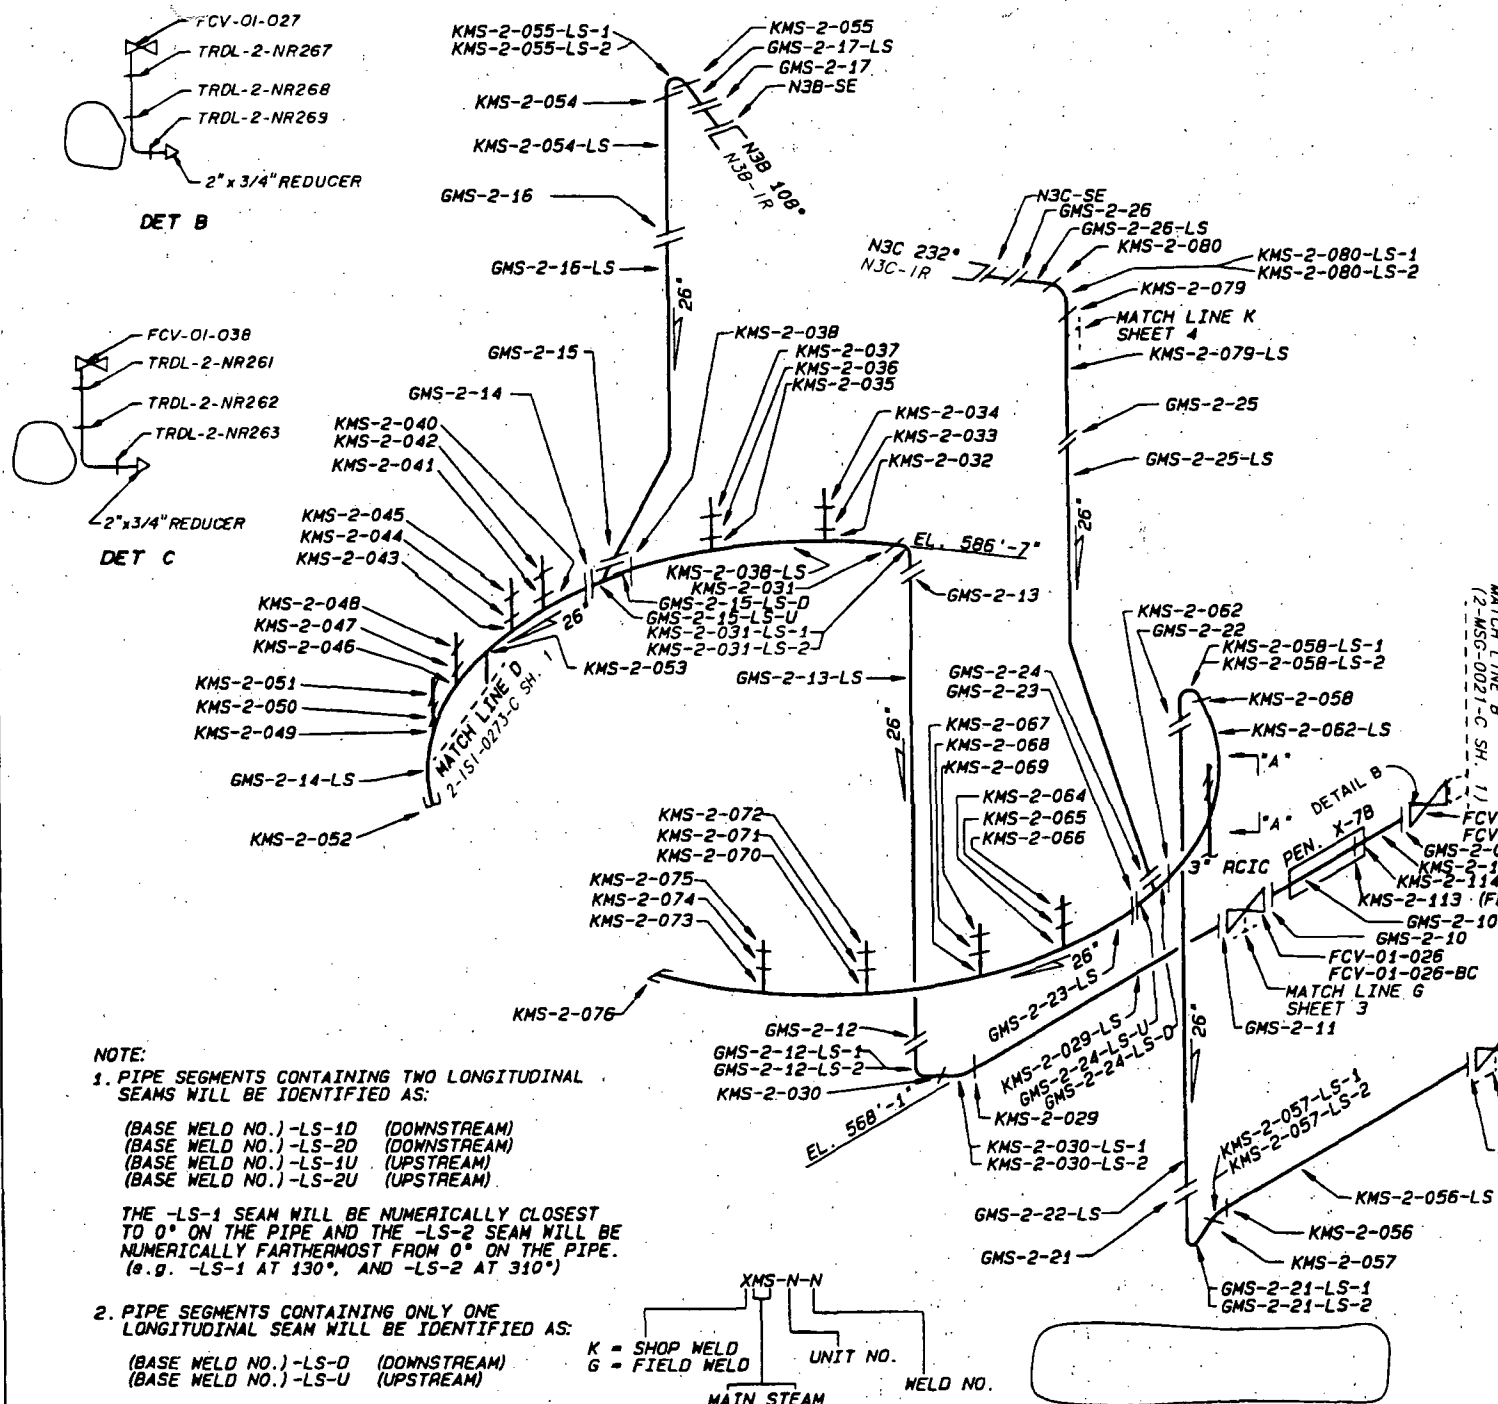 FCV-01-027
TRDL-2-NR267
TRDL-2-NR268
TRDL-2-NR269
2"x3/4" REDUCER
DET B
FCV-01-038
TRDL-2-NR261
TRDL-2-NR262
TRDL-2-NR263
2"x3/4" REDUCER
DET C
KMS-2-055-LS-1
KMS-2-055-LS-2
KMS-2-055
GMS-2-17-LS
GMS-2-17
N3B-SE
KMS-2-054
KMS-2-054-LS
N3B 108°
N3B-IR
GMS-2-16
GMS-2-16-LS
26"
N3C-SE
GMS-2-26
GMS-2-26-LS
KMS-2-080
N3C 232°
N3C-IR
KMS-2-080-LS-1
KMS-2-080-LS-2
KMS-2-079
MATCH LINE K
SHEET 4
KMS-2-079-LS
GMS-2-25
GMS-2-25-LS
26"
GMS-2-15
KMS-2-038
KMS-2-037
KMS-2-036
KMS-2-035
GMS-2-14
KMS-2-034
KMS-2-033
KMS-2-032
KMS-2-040
KMS-2-042
KMS-2-041
KMS-2-045
KMS-2-044
KMS-2-043
KMS-2-048
KMS-2-047
KMS-2-046
KMS-2-051
KMS-2-050
KMS-2-049
GMS-2-14-LS
KMS-2-052
MATCH LINE D
2-ISI-0273-C SH. 1
KMS-2-053
26"
EL. 586'-7"
KMS-2-038-LS
KMS-2-031
GMS-2-15-LS-D
GMS-2-15-LS-U
KMS-2-031-LS-1
KMS-2-031-LS-2
GMS-2-13
GMS-2-13-LS
26"
KMS-2-062
GMS-2-22
KMS-2-058-LS-1
KMS-2-058-LS-2
KMS-2-058
KMS-2-062-LS
"A"
"A"
GMS-2-24
GMS-2-23
KMS-2-067
KMS-2-068
KMS-2-069
KMS-2-064
KMS-2-065
KMS-2-066
KMS-2-072
KMS-2-071
KMS-2-070
KMS-2-075
KMS-2-074
KMS-2-073
KMS-2-076
26"
GMS-2-23-LS
3" RCIC
PEN. X-7B
DETAIL B
MATCH LINE B
(2-MSG-0021-C SH. 1)
FCV
FCV
KMS-2-114
KMS-2-113
GMS-2-10
GMS-2-10
FCV-01-026
FCV-01-026-BC
MATCH LINE G
SHEET 3
GMS-2-11
GMS-2-12
GMS-2-12-LS-1
GMS-2-12-LS-2
KMS-2-030
EL. 568'-1"
KMS-2-029-LS
GMS-2-24-LS-U
GMS-2-24-LS-D
KMS-2-029
KMS-2-030-LS-1
KMS-2-030-LS-2
26"
GMS-2-22-LS
GMS-2-21
KMS-2-057-LS-1
KMS-2-057-LS-2
KMS-2-056-LS
KMS-2-056
KMS-2-057
GMS-2-21-LS-1
GMS-2-21-LS-2
NOTE:
1. PIPE SEGMENTS CONTAINING TWO LONGITUDINAL
SEAMS WILL BE IDENTIFIED AS:
(BASE WELD NO.)-LS-1D (DOWNSTREAM)
(BASE WELD NO.)-LS-2D (DOWNSTREAM)
(BASE WELD NO.)-LS-1U (UPSTREAM)
(BASE WELD NO.)-LS-2U (UPSTREAM)
THE -LS-1 SEAM WILL BE NUMERICALLY CLOSEST
TO 0° ON THE PIPE AND THE -LS-2 SEAM WILL BE
NUMERICALLY FARTHERMOST FROM 0° ON THE PIPE.
(e.g. -LS-1 AT 130°, AND -LS-2 AT 310°)
2. PIPE SEGMENTS CONTAINING ONLY ONE
LONGITUDINAL SEAM WILL BE IDENTIFIED AS:
(BASE WELD NO.)-LS-D (DOWNSTREAM)
(BASE WELD NO.)-LS-U (UPSTREAM)
XMS-N-N
K = SHOP WELD
G = FIELD WELD
UNIT NO.
WELD NO.
MAIN STEAM